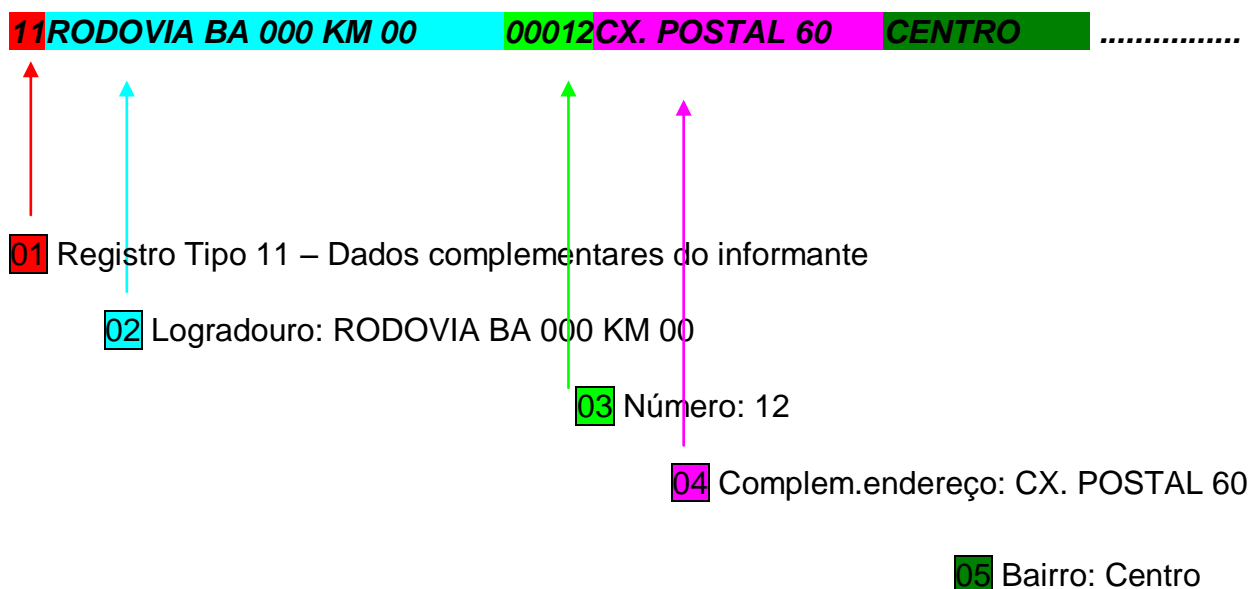 11RODOVIA BA 000 KM 00 00012CX. POSTAL 60 CENTRO ................
01 Registro Tipo 11 – Dados complementares do informante
02 Logradouro: RODOVIA BA 000 KM 00
03 Número: 12
04 Complem.endereço: CX. POSTAL 60
05 Bairro: Centro